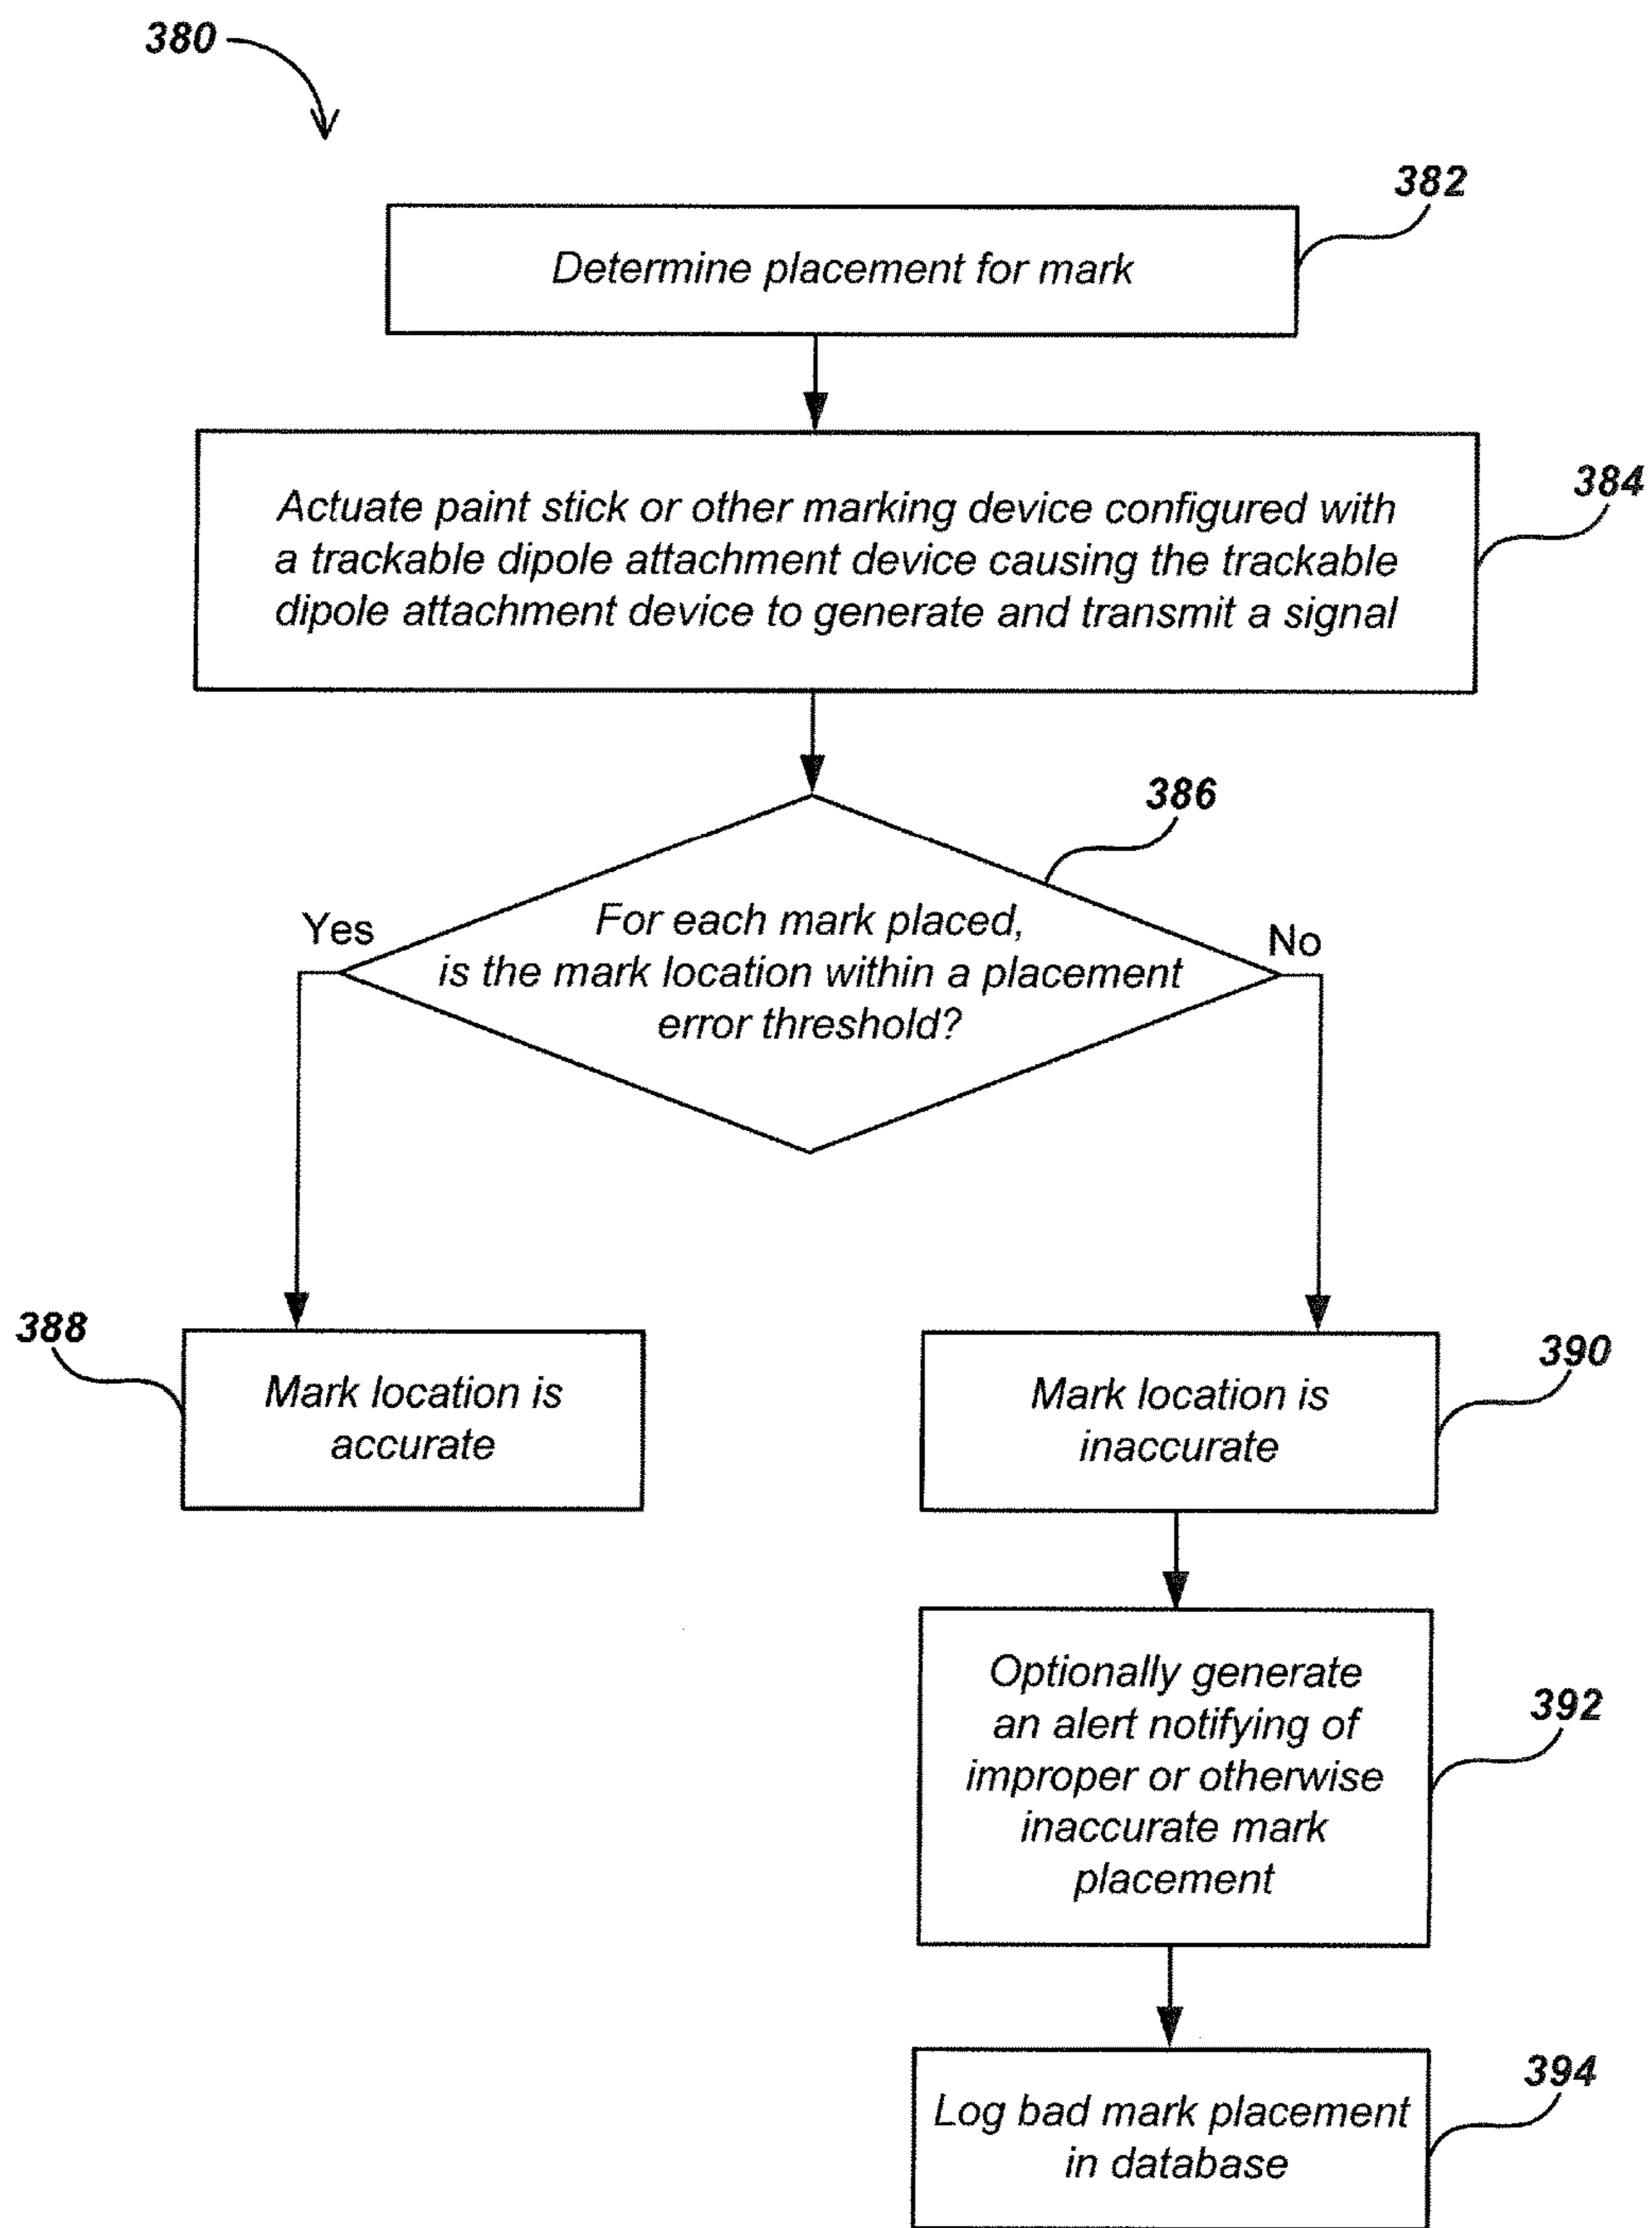 380
382
Determine placement for mark
384
Actuate paint stick or other marking device configured with
a trackable dipole attachment device causing the trackable
dipole attachment device to generate and transmit a signal
386
Yes
No
For each mark placed,
is the mark location within a placement
error threshold?
388
Mark location is
accurate
390
Mark location is
inaccurate
392
Optionally generate
an alert notifying of
improper or otherwise
inaccurate mark
placement
394
Log bad mark placement
in database